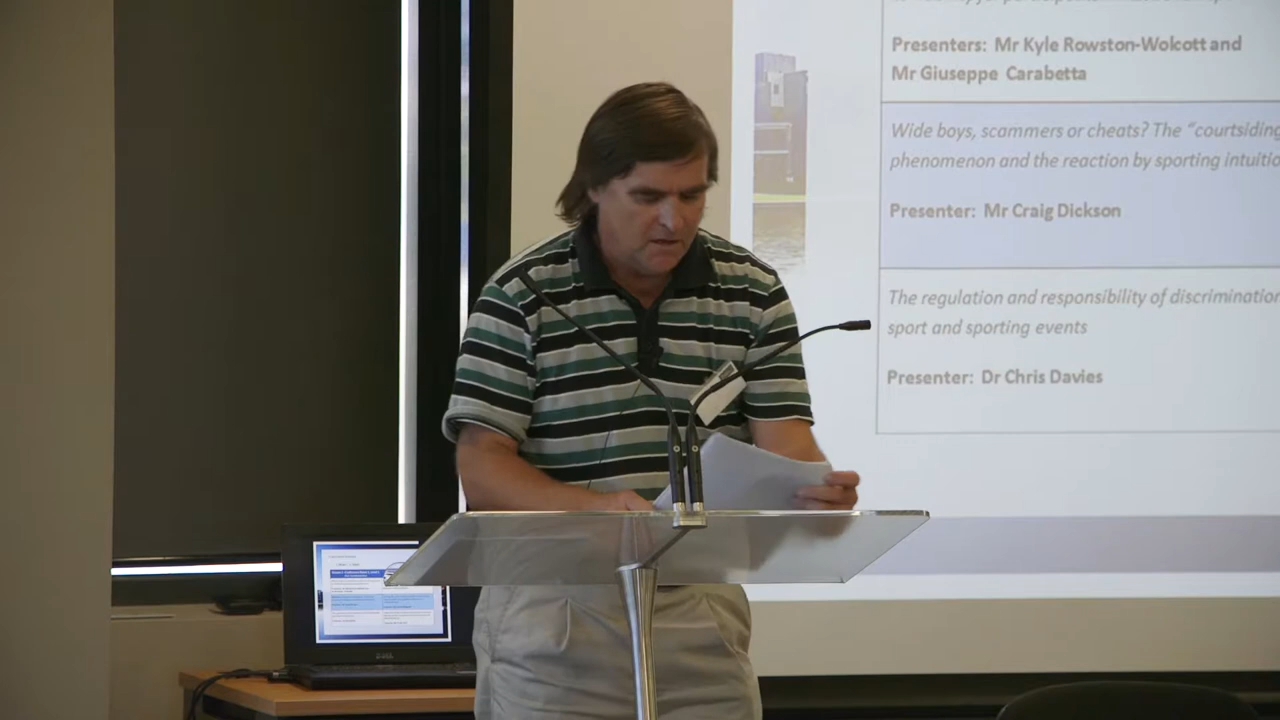 Presenters: Mr Kyle Rowston-Wolcott and
Mr Giuseppe Carabetta
Wide boys, scammers or cheats? The "courtsiding
phenomenon and the reaction by sporting intuitio
Presenter: Mr Craig Dickson
The regulation and responsibility of discrimination
sport and sporting events
Presenter: Dr Chris Davies
DELL